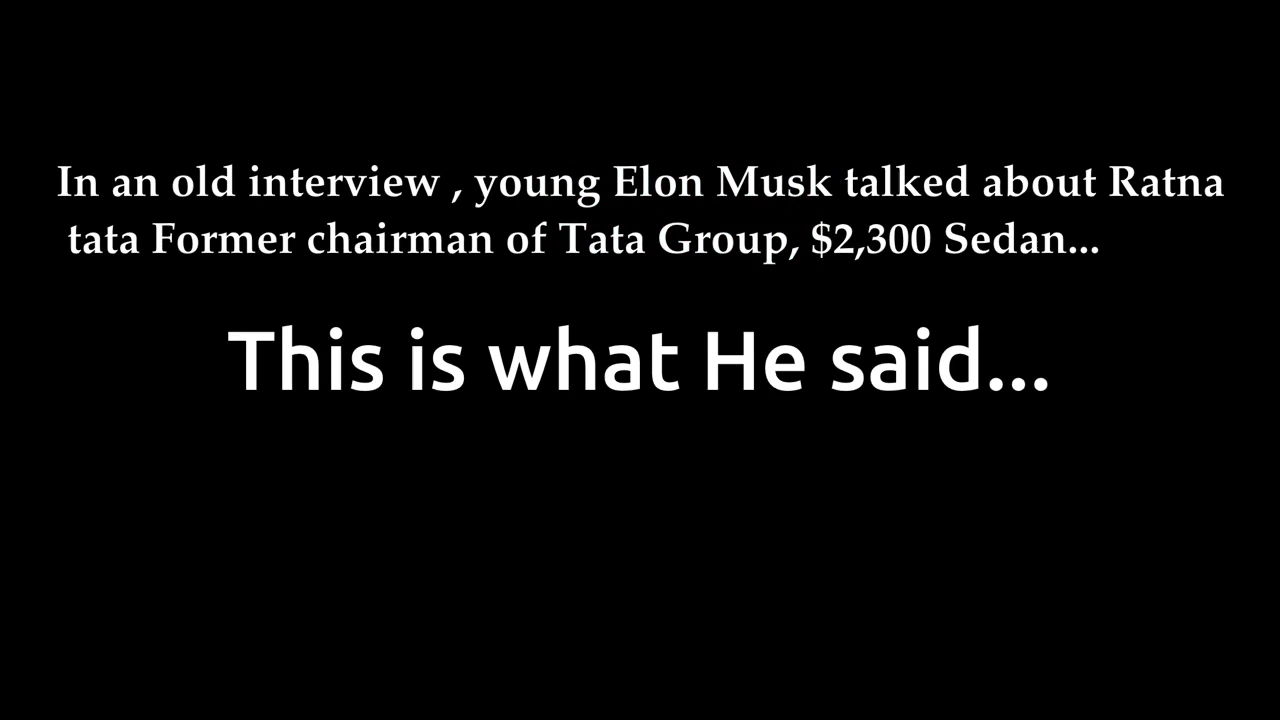 In an old interview , young Elon Musk talked about Ratna
tata Former chairman of Tata Group, $2,300 Sedan...
This is what He said...